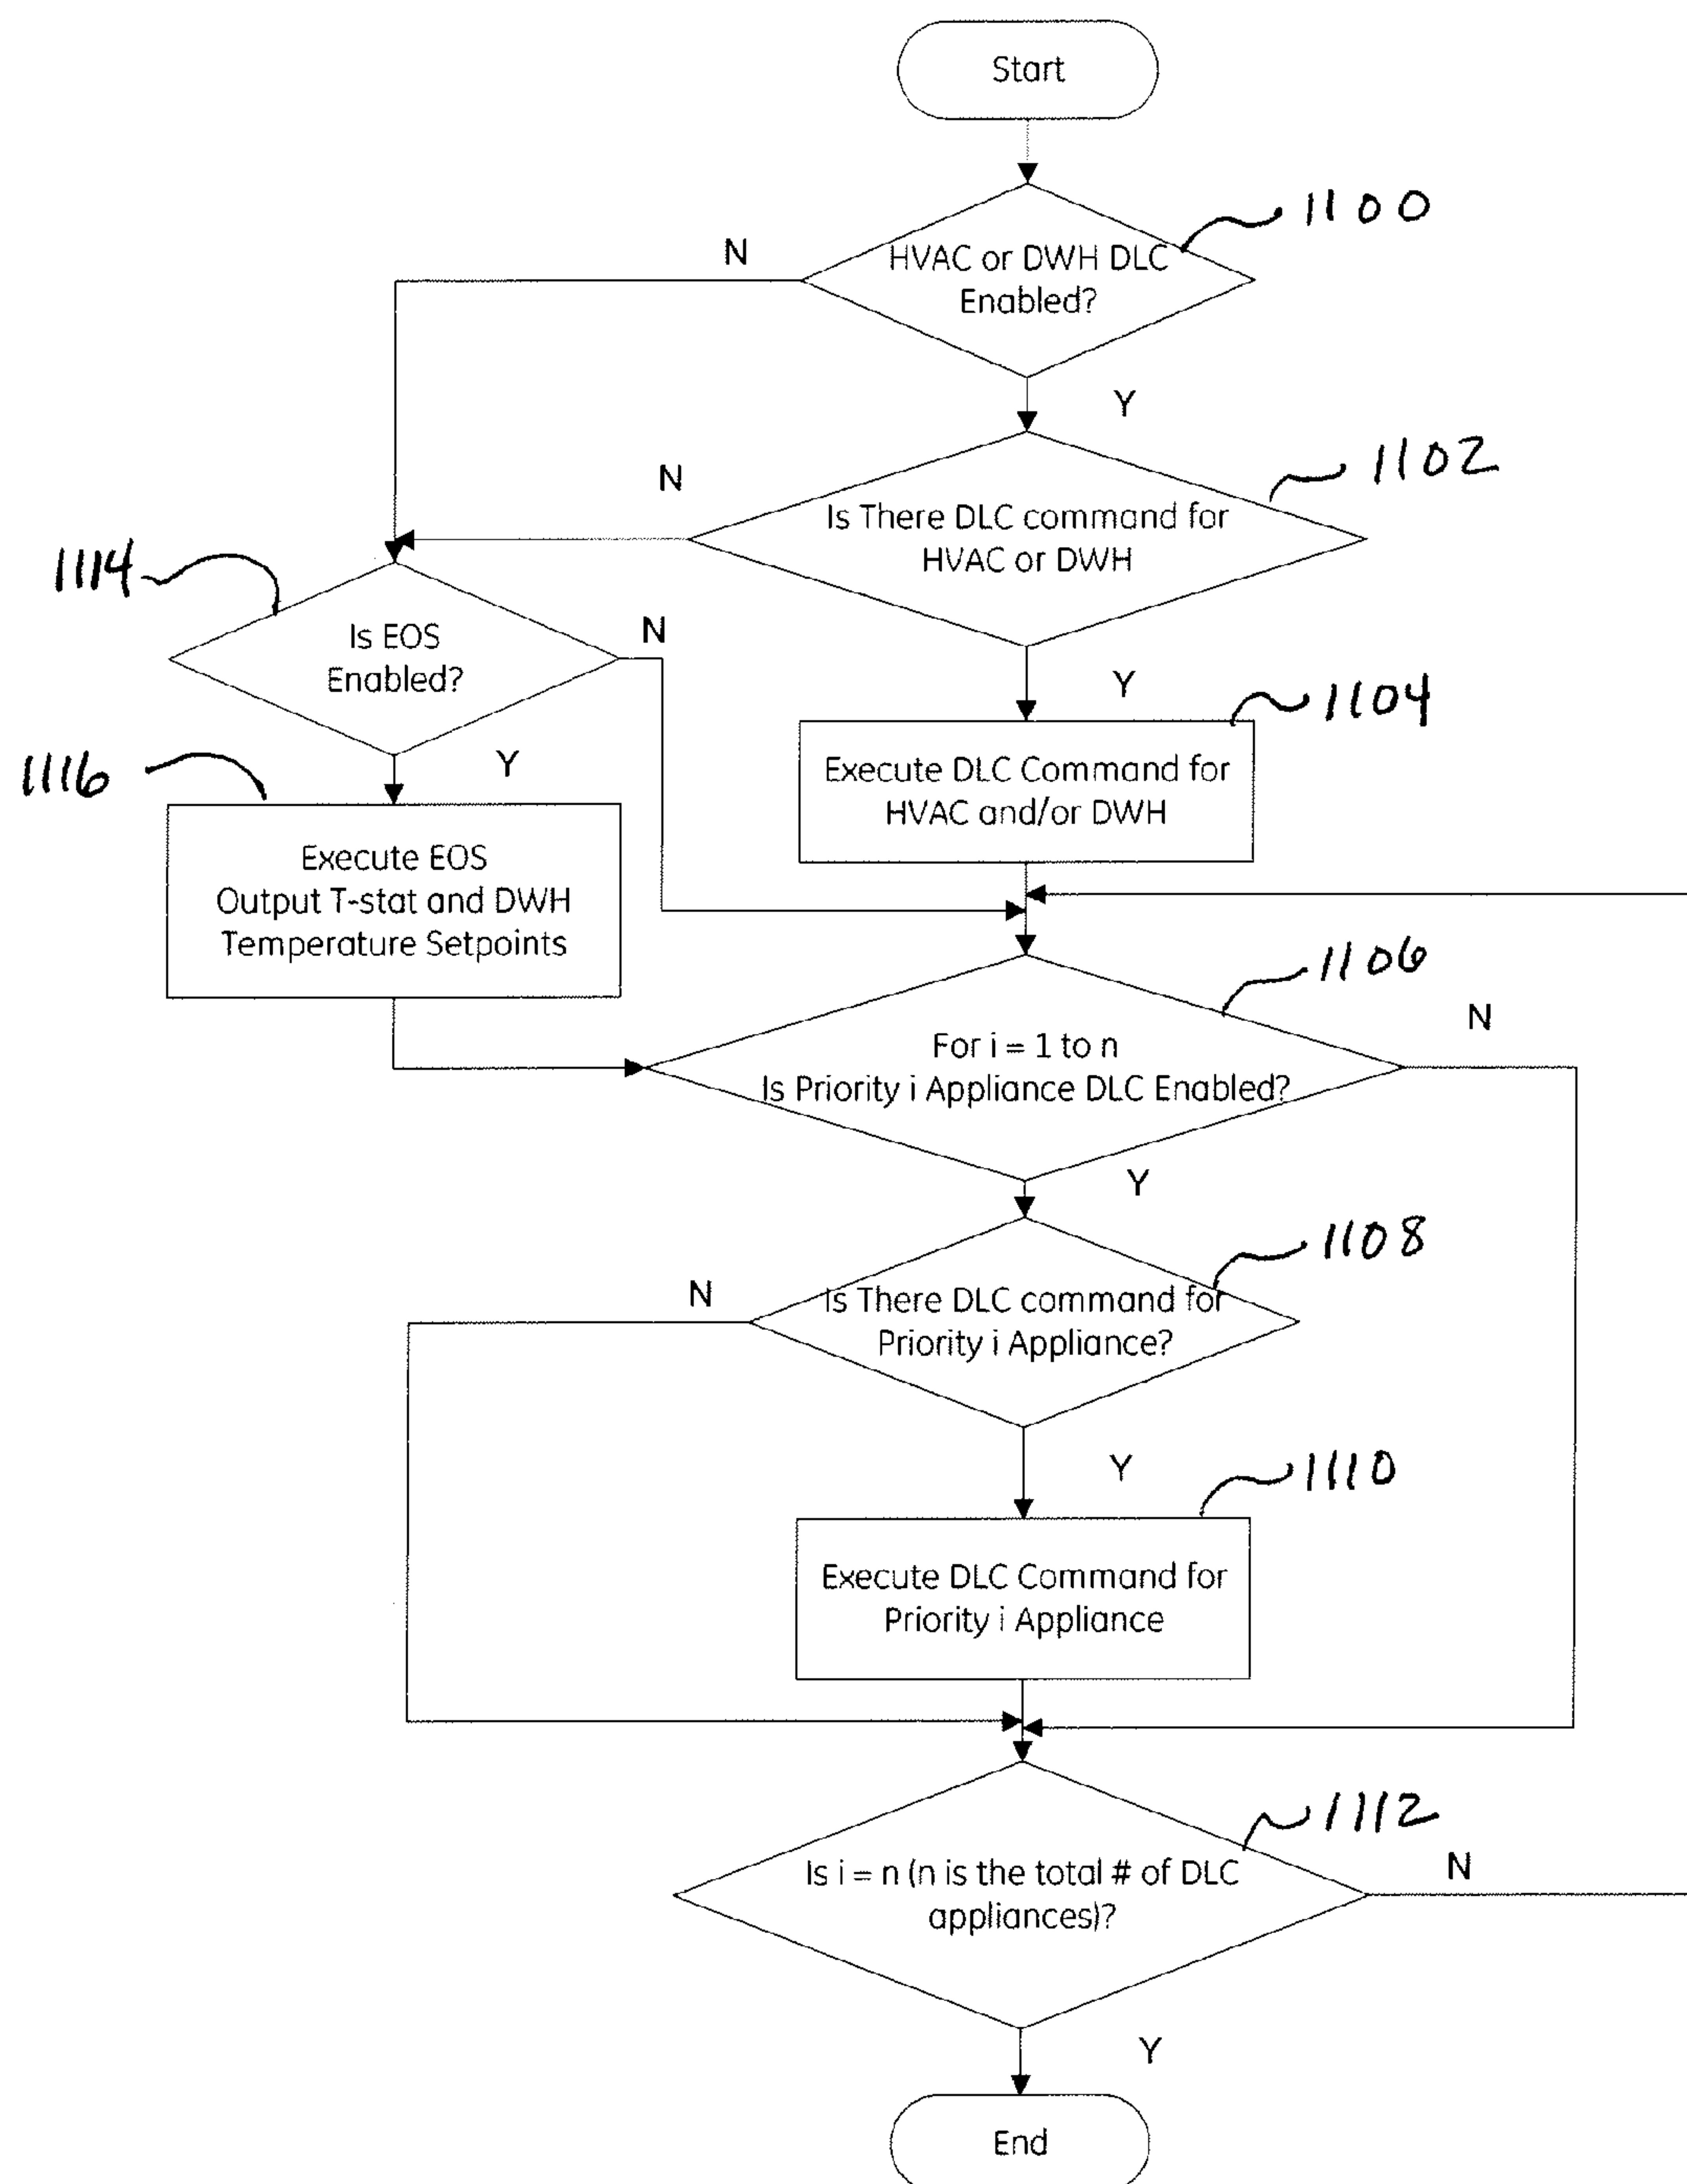 Start
1100
N
HVAC or DWH DLC
Enabled?
Y
1102
N
Is There DLC command for
HVAC or DWH
1114
Is EOS
Enabled?
N
Y
1104
Y
1116
Execute DLC Command for
HVAC and/or DWH
Execute EOS
Output T-stat and DWH
Temperature Setpoints
1106
N
For i = 1 to n
Is Priority i Appliance DLC Enabled?
Y
1108
N
Is There DLC command for
Priority i Appliance?
Y
1110
Execute DLC Command for
Priority i Appliance
1112
Is i = n (n is the total # of DLC
appliances)?
N
Y
End